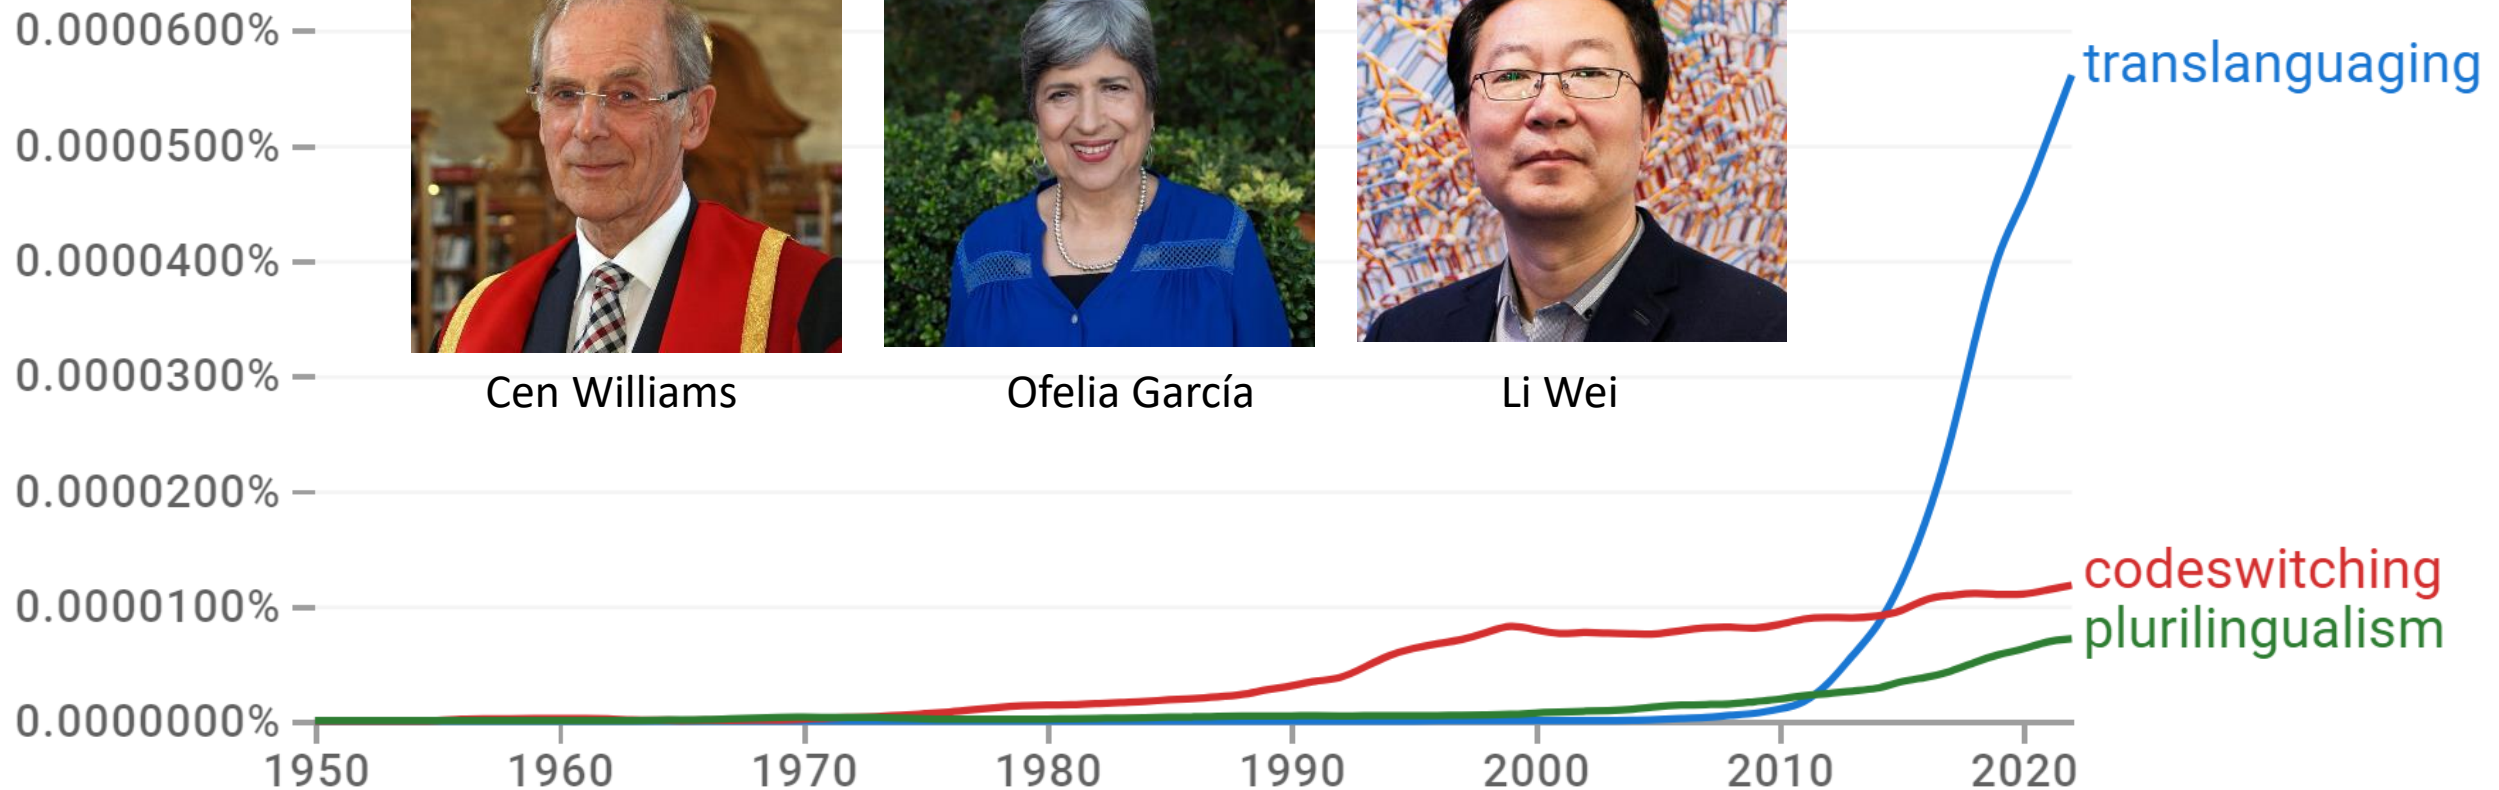 0.0000600%
translanguaging
0.0000500%
0.0000400%
0.0000300%
Cen Williams
Ofelia García
Li Wei
0.0000200%
codeswitching
0.0000100%
plurilingualism
0.0000000%
1950 1960 1970 1980 1990 2000 2010 2020